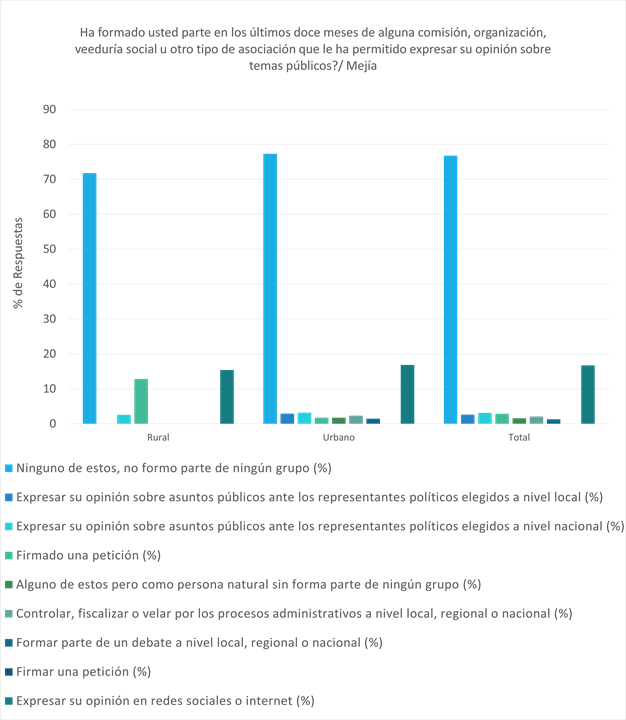 Ha formado usted parte en los últimos doce meses de alguna comisión, organización,
veeduría social u otro tipo de asociación que le ha permitido expresar su opinión sobre
temas públicos?/ Mejía
90
80
70
60
50
40
30
20
10
0
% de Respuestas
Rural Urbano Total
Ninguno de estos, no formo parte de ningún grupo (%)
Expresar su opinión sobre asuntos públicos ante los representantes políticos elegidos a nivel local (%)
Expresar su opinión sobre asuntos públicos ante los representantes políticos elegidos a nivel nacional (%)
Firmado una petición (%)
Alguno de estos pero como persona natural sin forma parte de ningún grupo (%)
Controlar, fiscalizar o velar por los procesos administrativos a nivel local, regional o nacional (%)
Formar parte de un debate a nivel local, regional o nacional (%)
Firmar una petición (%)
Expresar su opinión en redes sociales o internet (%)